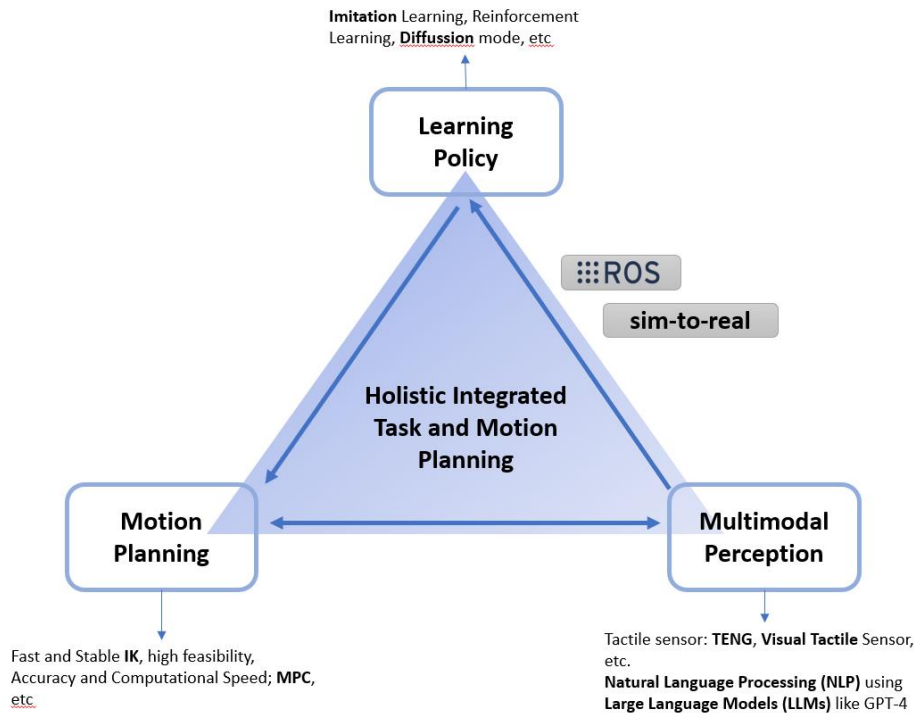 Imitation Learning, Reinforcement
Learning, Diffussion mode, etc
Learning
Policy
ROS
sim-to-real
Holistic Integrated
Task and Motion
Planning
Motion
Planning
Multimodal
Perception
Fast and Stable IK, high feasibility,
Accuracy and Computational Speed; MPC,
etc
Tactile sensor: TENG, Visual Tactile Sensor,
etc.
Natural Language Processing (NLP) using
Large Language Models (LLMs) like GPT-4